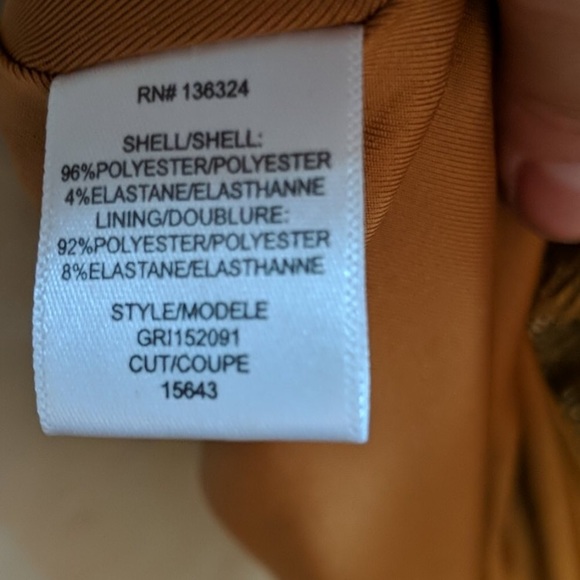 RN# 136324
SHELL/SHELL:
96%POLYESTER/POLYESTER
4%ELASTANE/ELASTHANNE
LINING/DOUBLURE:
92%POLYESTER/POLYESTER
8%ELASTANE/ELASTHANNE
STYLE/MODELE
GRI152091
CUT/COUPE
15643